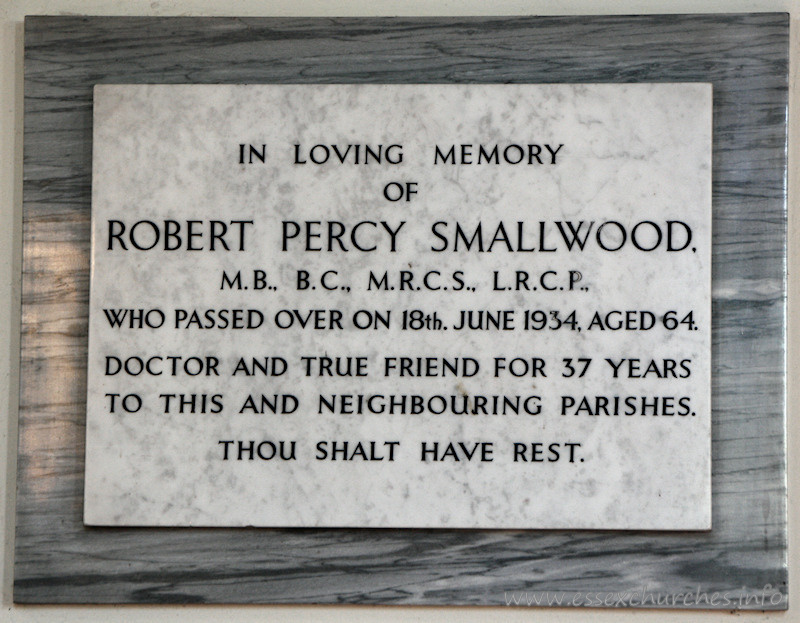 IN LOVING MEMORY
OF
ROBERT PERCY SMALLWOOD,
M.B., B.C., M.R.C.S., L.R.C.P.,
WHO PASSED OVER ON 18th. JUNE 1934, AGED 64.
DOCTOR AND TRUE FRIEND FOR 37 YEARS
TO THIS AND NEIGHBOURING PARISHES.
THOU SHALT HAVE REST.
www.essexchurches.info